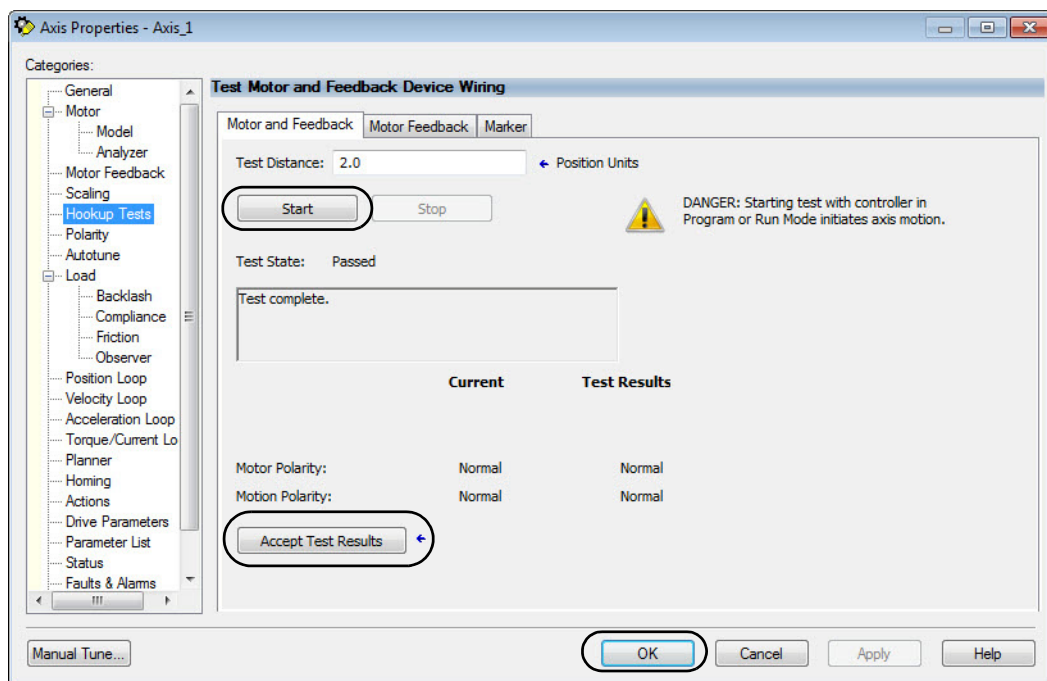 Axis Properties - Axis_1
Categories:
General
Motor
Model
Analyzer
Motor Feedback
Scaling
Hookup Tests
Polarity
Autotune
Load
Backlash
Compliance
Friction
Observer
Position Loop
Velocity Loop
Acceleration Loop
Torque/Current Lo
Planner
Homing
Actions
Drive Parameters
Parameter List
Status
Faults & Alarms
Test Motor and Feedback Device Wiring
Motor and Feedback Motor Feedback Marker
Test Distance: 2.0 Position Units
Start Stop
DANGER: Starting test with controller in
Program or Run Mode initiates axis motion.
Test State: Passed
Test complete.
Current Test Results
Motor Polarity: Normal Normal
Motion Polarity: Normal Normal
Accept Test Results
Manual Tune... OK Cancel Apply Help